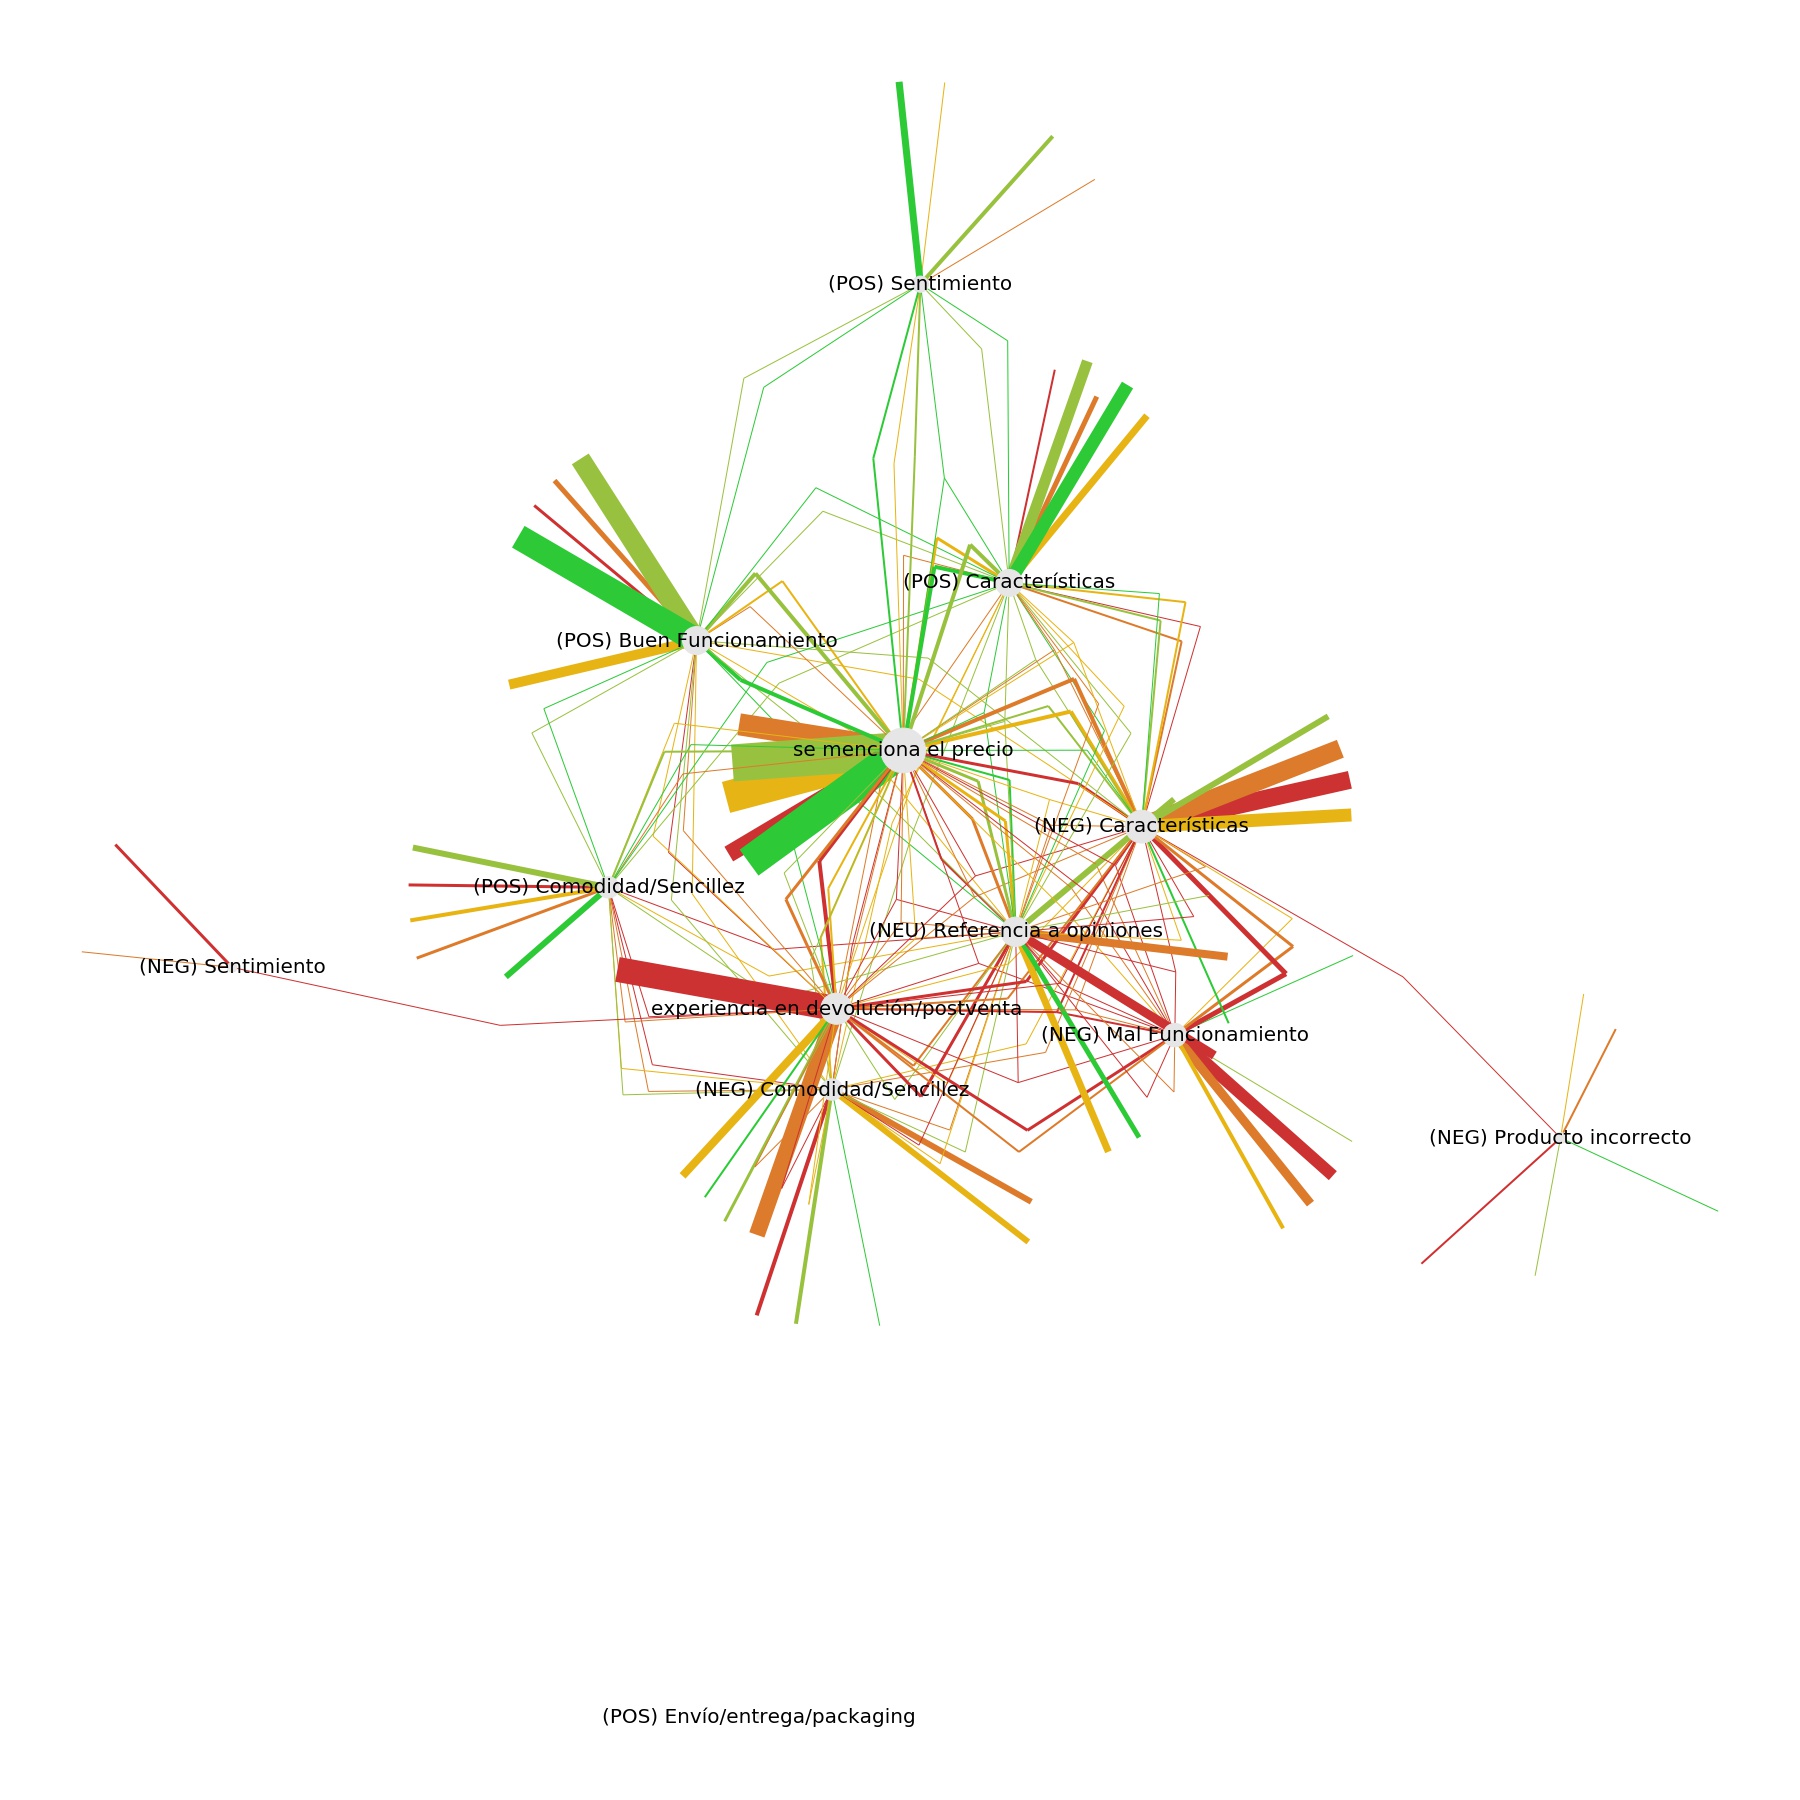 (POS) Sentimiento
(POS) Características
(POS) Buen Funcionamiento
se menciona el precio
(NEG) Características
(POS) Comodidad/Sencillez
(NEU) Referencia a opiniones
(NEG) Sentimiento
experiencia en devolución/postventa
(NEG) Mal Funcionamiento
(NEG) Comodidad/Sencillez
(NEG) Producto incorrecto
(POS) Envío/entrega/packaging